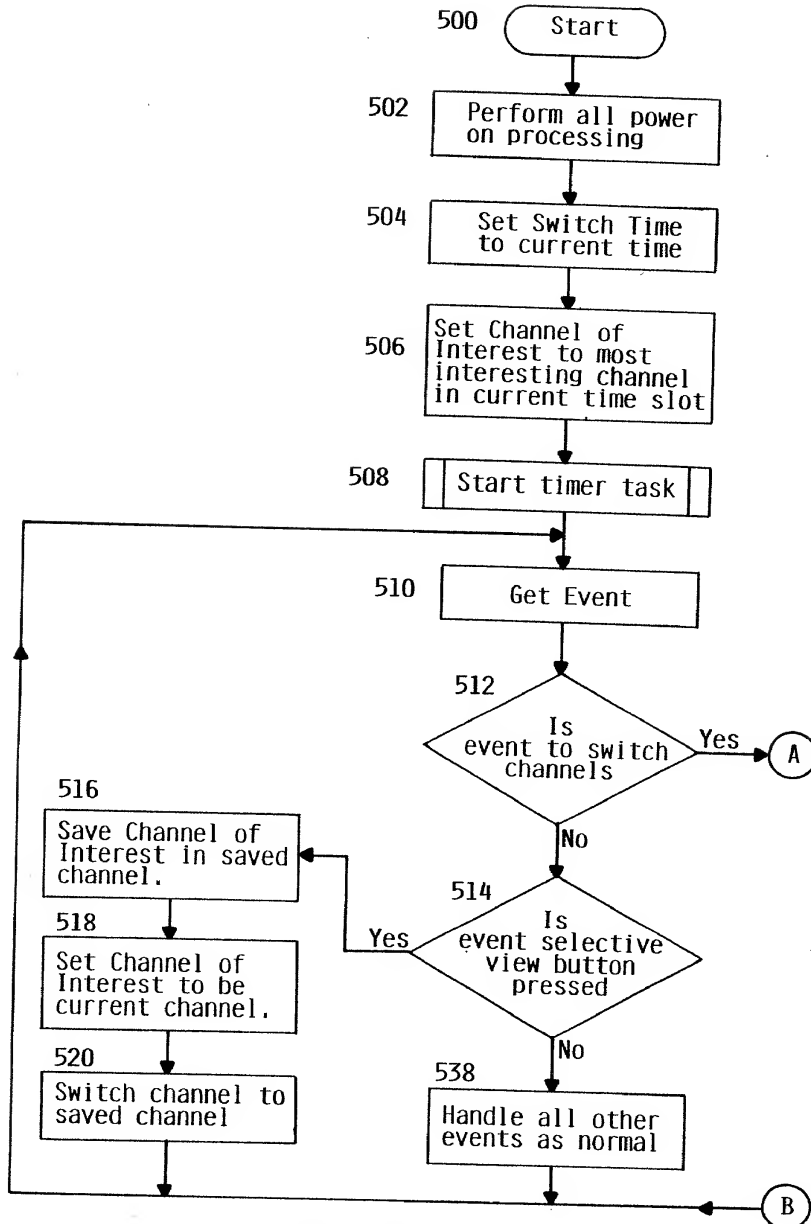 500
Start
502
Perform all power
on processing
504
Set Switch Time
to current time
506
Set Channel of
Interest to most
interesting channel
in current time slot
508
Start timer task
510
Get Event
512
Is
event to switch
channels
Yes
A
No
514
Is
event selective
view button
pressed
Yes
516
Save Channel of
Interest in saved
channel.
518
Set Channel of
Interest to be
current channel.
520
Switch channel to
saved channel
No
538
Handle all other
events as normal
B